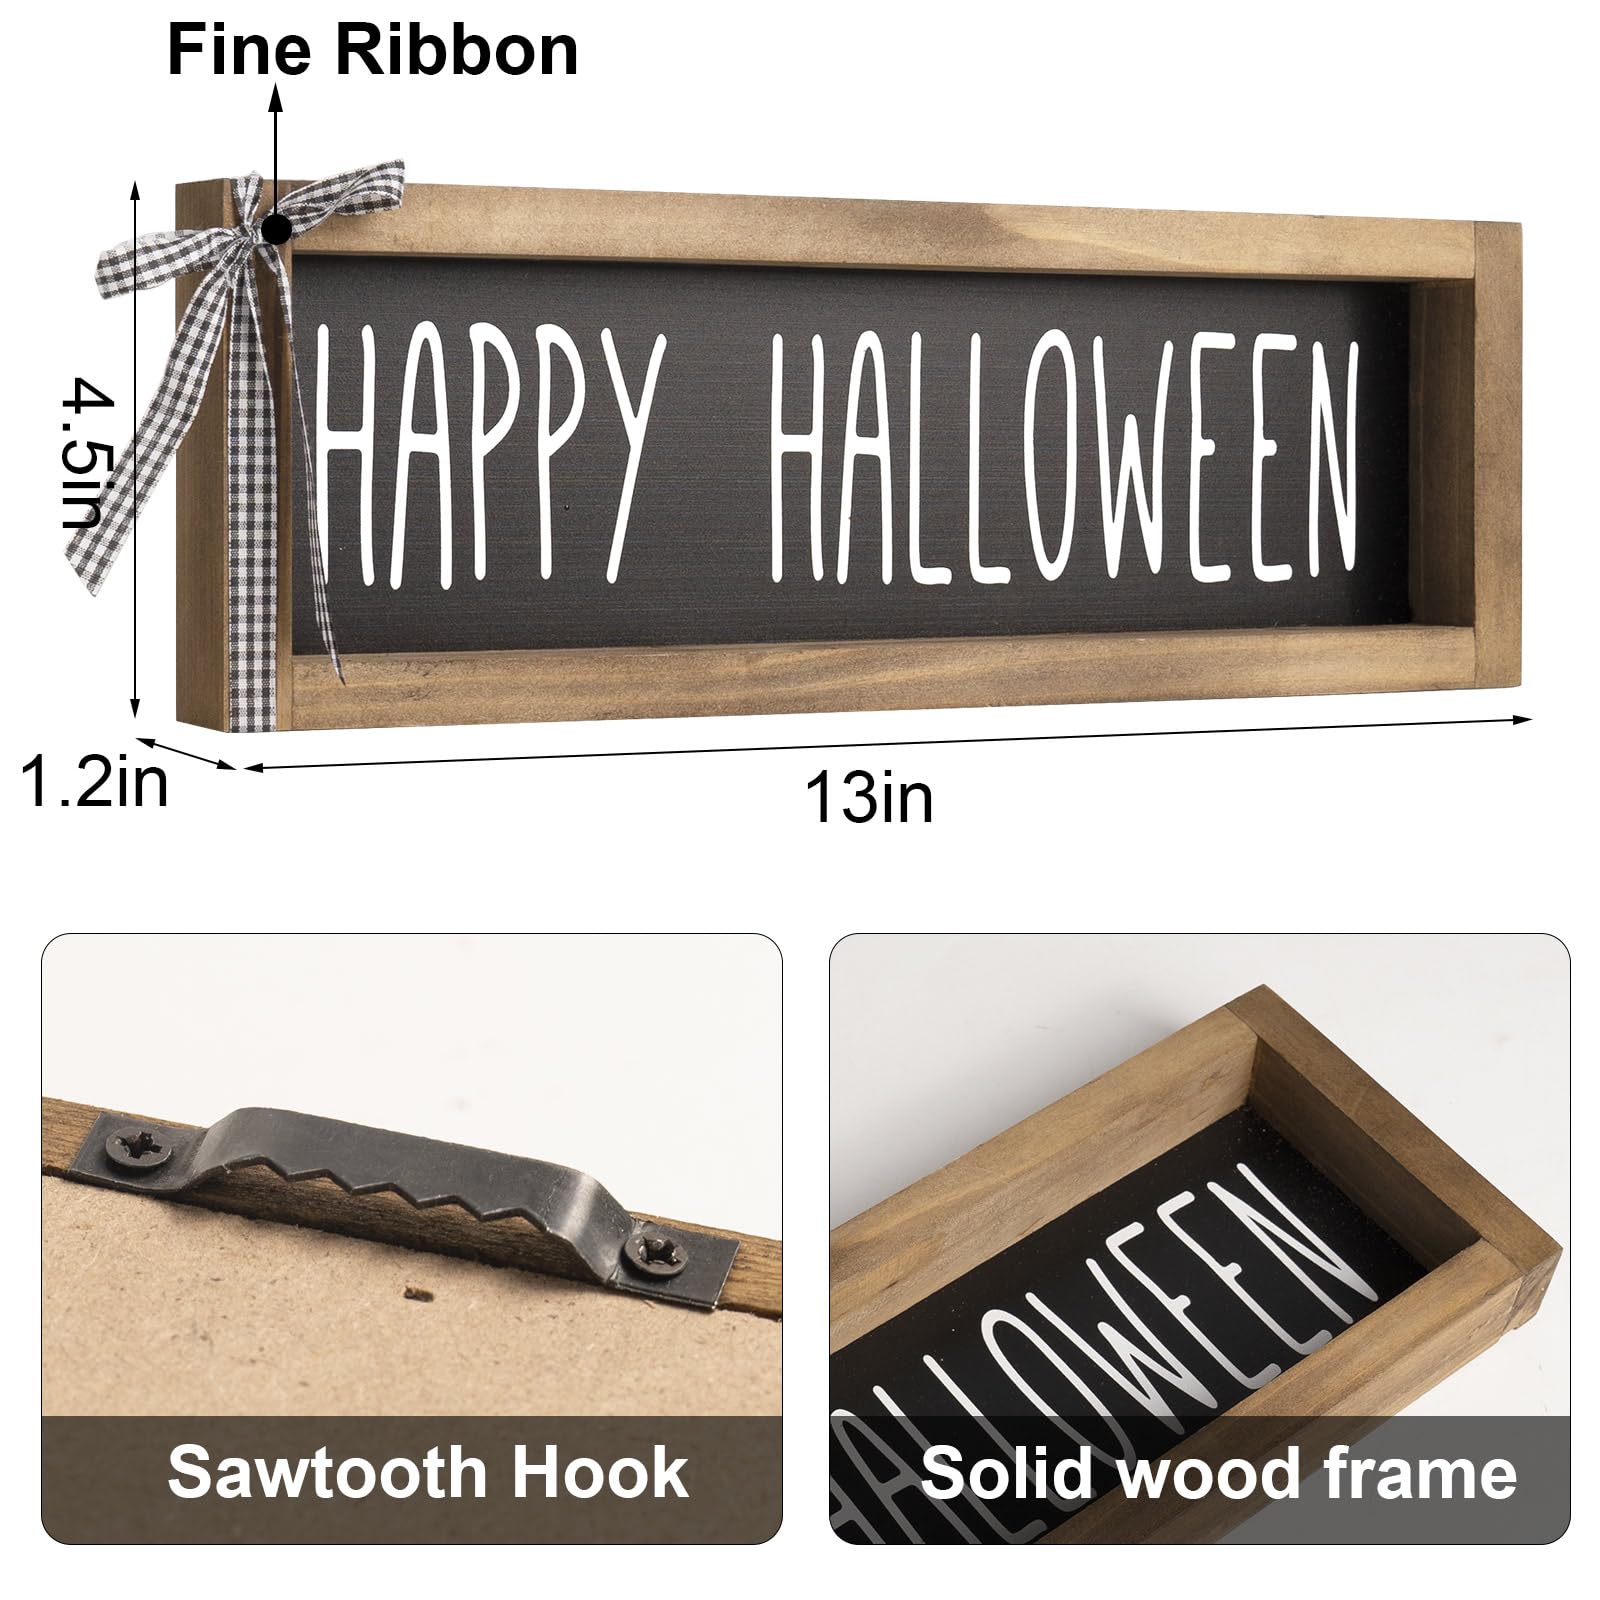 Fine Ribbon
HAPPY HALLOWEEN
4.5in
1.2in
13in
HALLOWEEN
Sawtooth Hook
Solid wood frame